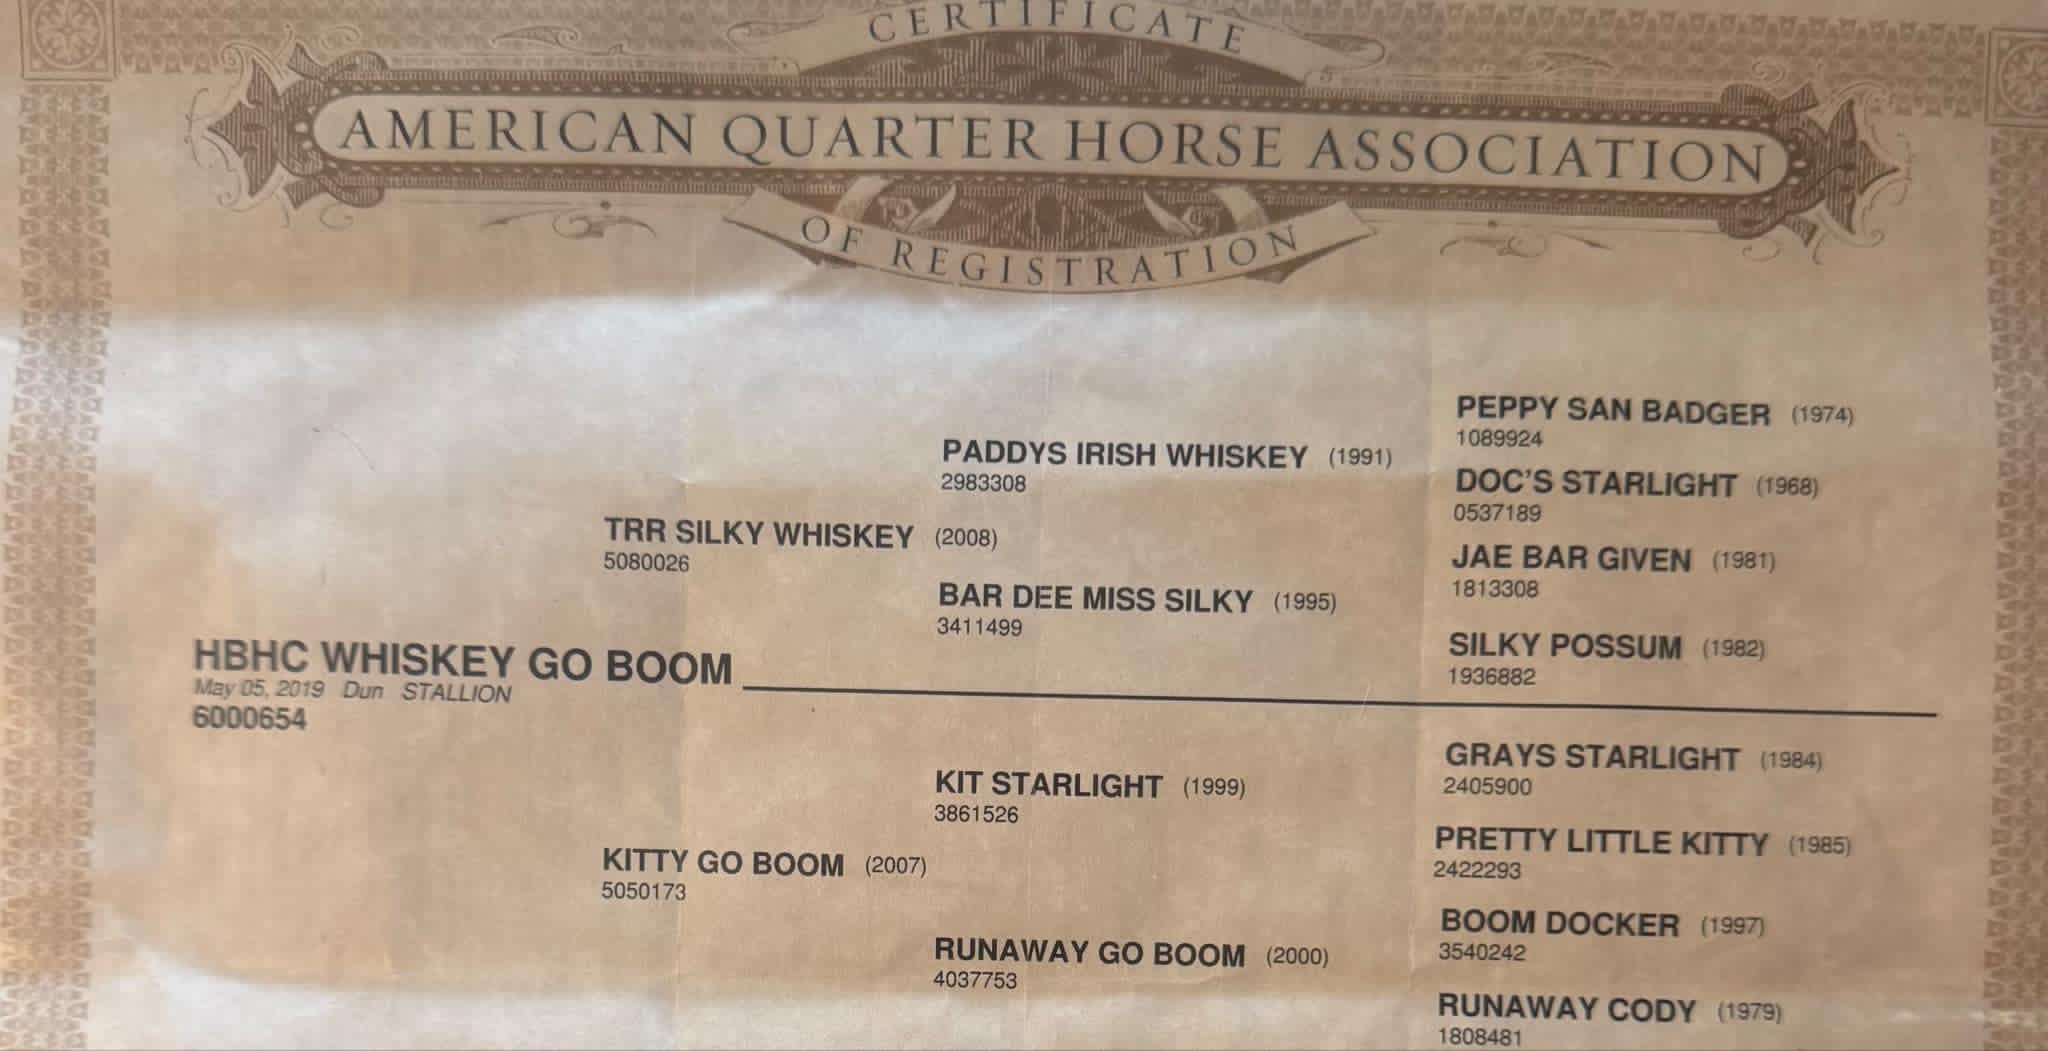 CERTIFICATE
AMERICAN QUARTER HORSE ASSOCIATION
OF REGISTRATION
PEPPY SAN BADGER (1974)
1089924
PADDYS IRISH WHISKEY (1991)
2983308
DOC'S STARLIGHT (1968)
0537189
TRR SILKY WHISKEY (2008)
5080026
JAE BAR GIVEN (1981)
1813308
BAR DEE MISS SILKY (1995)
3411499
SILKY POSSUM (1982)
1936882
HBHC WHISKEY GO BOOM
May 05, 2019 Dun STALLION
6000654
GRAYS STARLIGHT (1984)
2405900
KIT STARLIGHT (1999)
3861526
PRETTY LITTLE KITTY (1985)
2422293
KITTY GO BOOM (2007)
5050173
BOOM DOCKER (1997)
3540242
RUNAWAY GO BOOM (2000)
4037753
RUNAWAY CODY (1979)
1808481